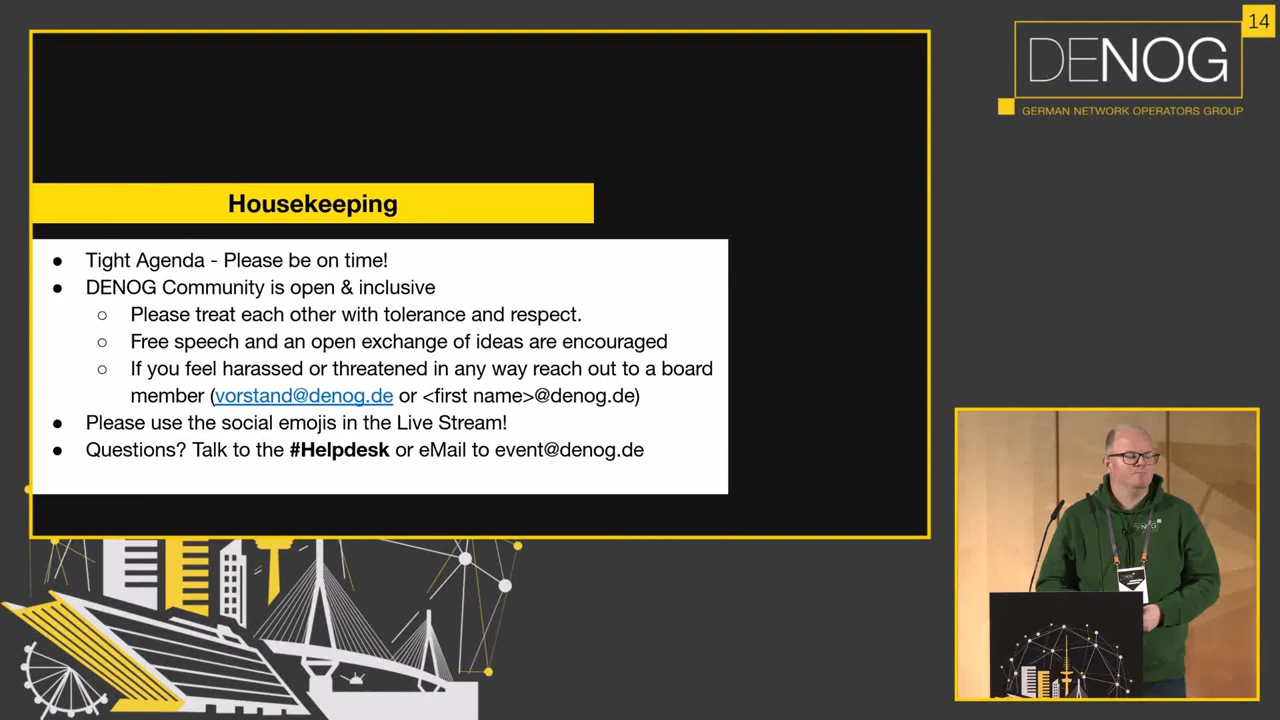 14
DENOG
GERMAN NETWORK OPERATORS GROUP
Housekeeping
● Tight Agenda - Please be on time!
● DENOG Community is open & inclusive
○ Please treat each other with tolerance and respect.
○ Free speech and an open exchange of ideas are encouraged
○ If you feel harassed or threatened in any way reach out to a board
member (vorstand@denog.de or <first name>@denog.de)
● Please use the social emojis in the Live Stream!
● Questions? Talk to the #Helpdesk or eMail to event@denog.de
DENOG
DENOG